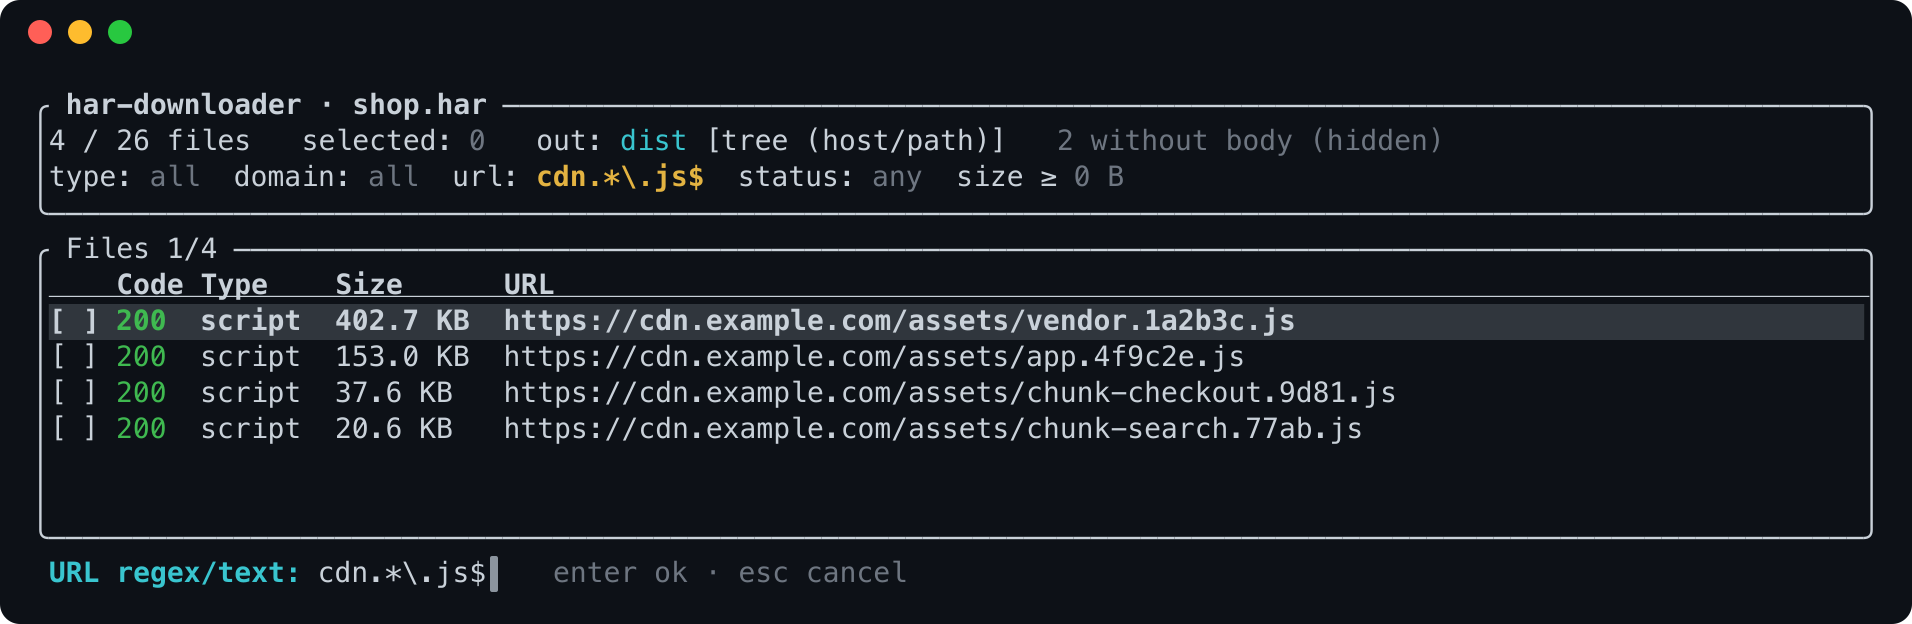 har-downloader · shop.har
4 / 26 files   selected: 0   out: dist [tree (host/path)]   2 without body (hidden)
type: all  domain: all  url: cdn.*\.js$  status: any  size ≥ 0 B
Files 1/4
Code Type    Size      URL
[ ] 200  script  402.7 KB  https://cdn.example.com/assets/vendor.1a2b3c.js
[ ] 200  script  153.0 KB  https://cdn.example.com/assets/app.4f9c2e.js
[ ] 200  script  37.6 KB   https://cdn.example.com/assets/chunk-checkout.9d81.js
[ ] 200  script  20.6 KB   https://cdn.example.com/assets/chunk-search.77ab.js
URL regex/text: cdn.*\.js$   enter ok · esc cancel